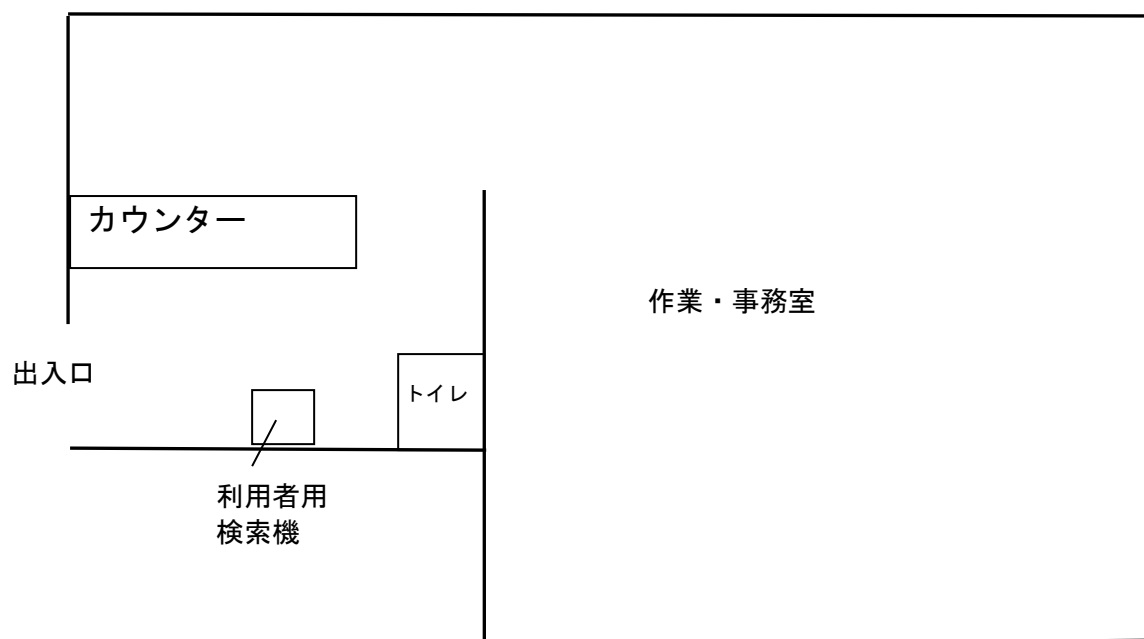 カウンター
作業・事務室
出入口
トイレ
利用者用
検索機